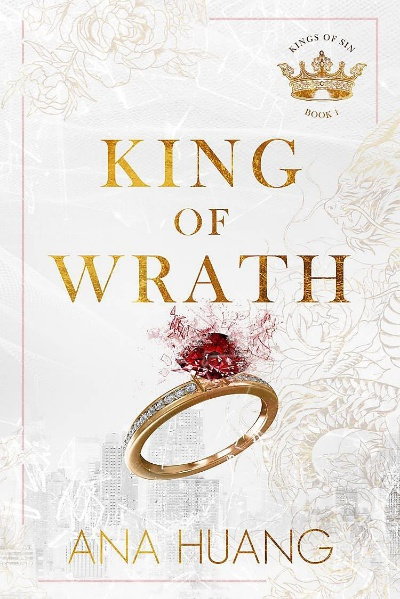 KINGS OF SIN
BOOK 1
KING
OF
WRATH
ANA HUANG